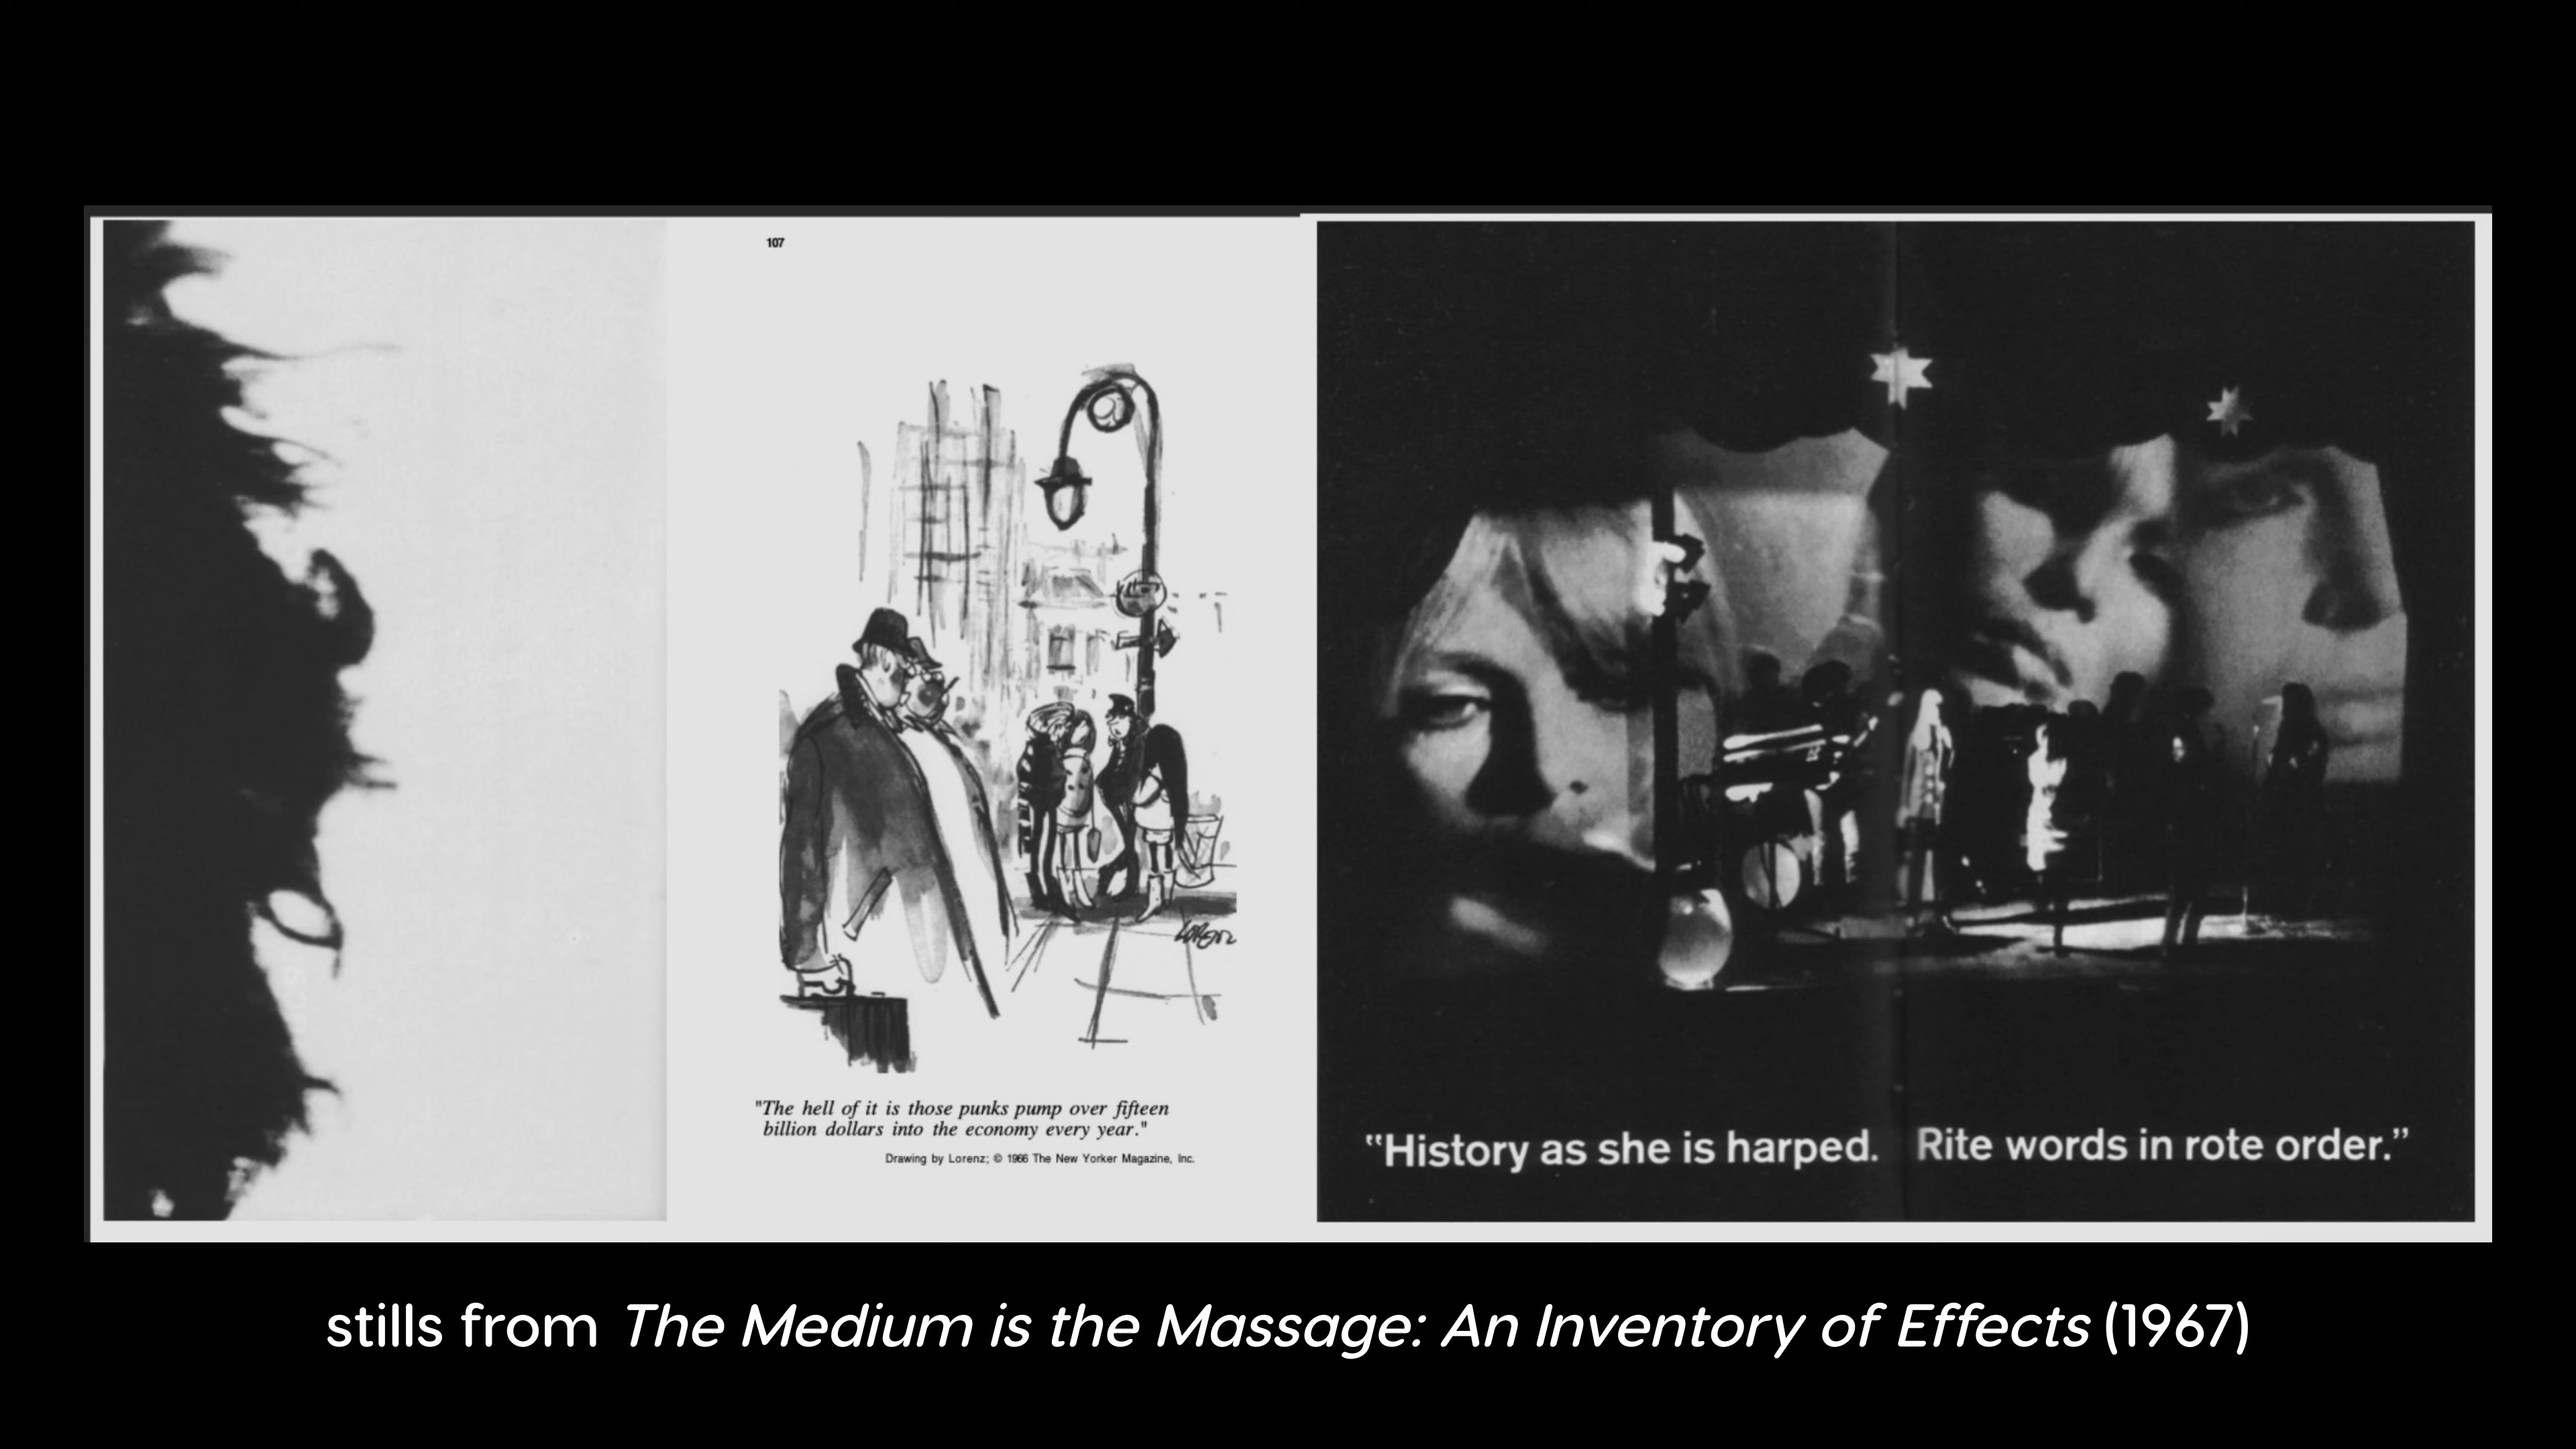 107
LORENZ
"The hell of it is those punks pump over fifteen
billion dollars into the economy every year."
Drawing by Lorenz; © 1966 The New Yorker Magazine, Inc.
“History as she is harped. Rite words in rote order.”
stills from The Medium is the Massage: An Inventory of Effects (1967)